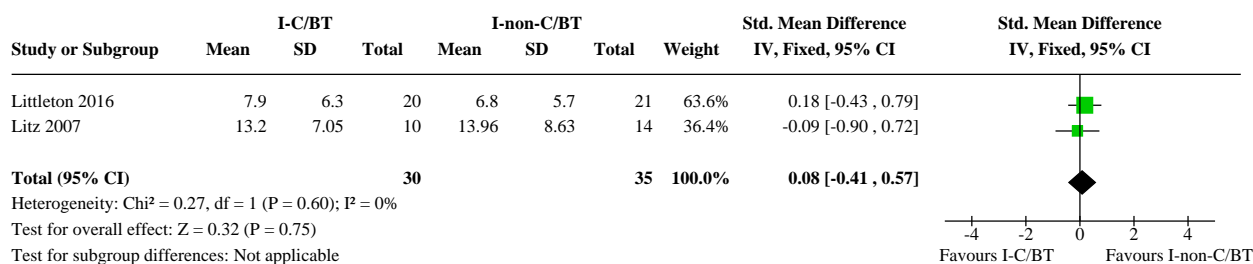 I-C/BT I-non-C/BT Std. Mean Difference Std. Mean Difference
Study or Subgroup Mean SD Total Mean SD Total Weight IV, Fixed, 95% CI IV, Fixed, 95% CI
Littleton 2016 7.9 6.3 20 6.8 5.7 21 63.6% 0.18 [-0.43 , 0.79]
Litz 2007 13.2 7.05 10 13.96 8.63 14 36.4% -0.09 [-0.90 , 0.72]
Total (95% CI) 30 35 100.0% 0.08 [-0.41 , 0.57]
Heterogeneity: Chi² = 0.27, df = 1 (P = 0.60); I² = 0%
Test for overall effect: Z = 0.32 (P = 0.75) -4 -2 0 2 4
Test for subgroup differences: Not applicable Favours I-C/BT Favours I-non-C/BT